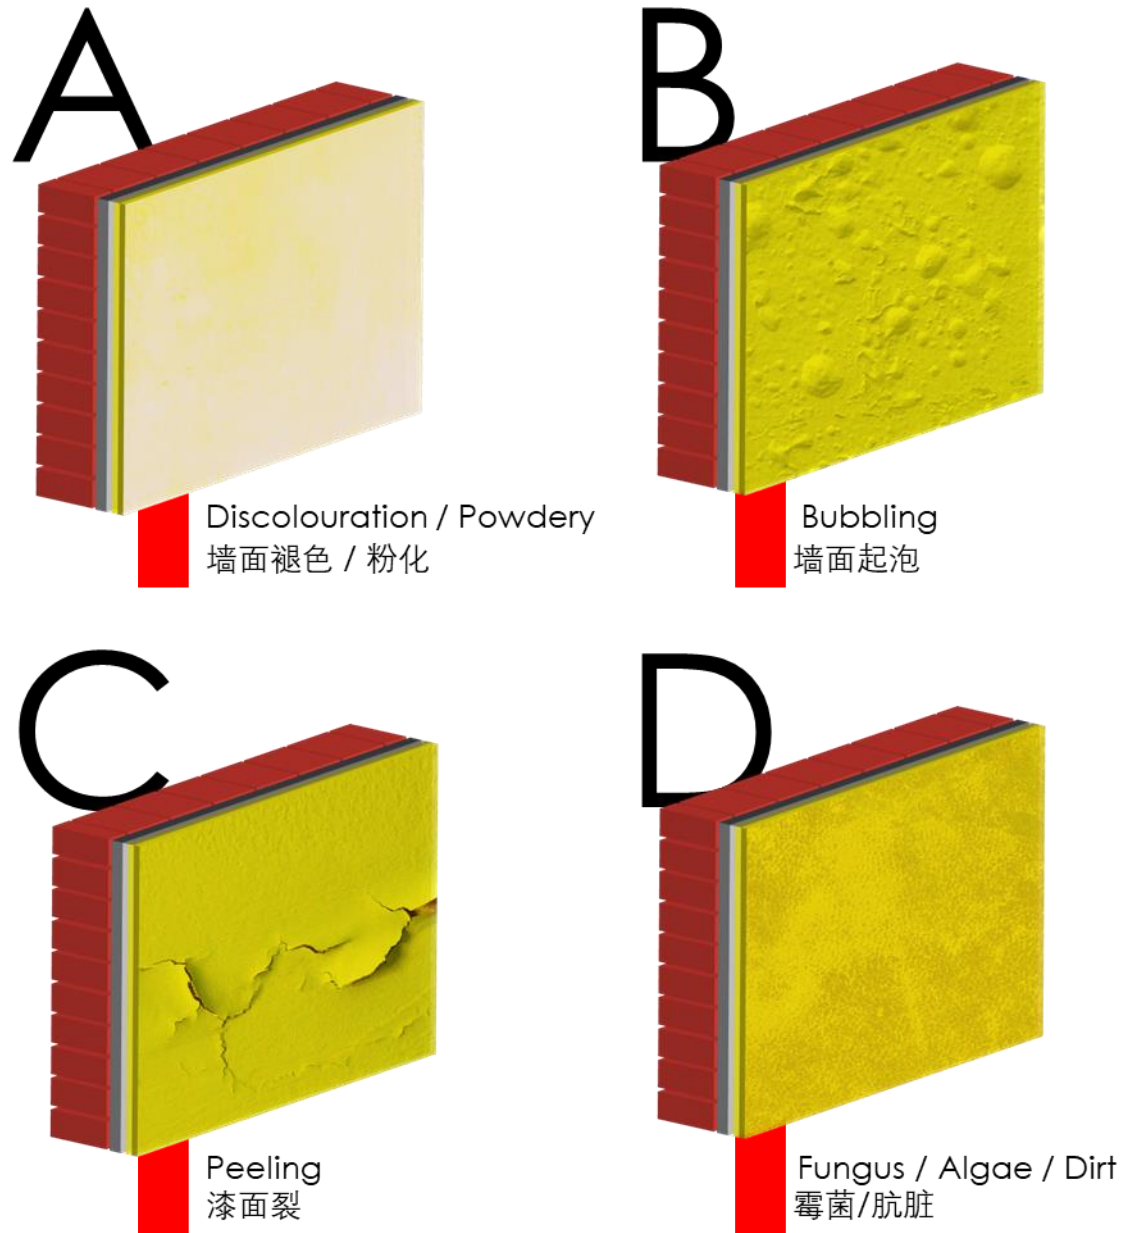 A
B
Discolouration / Powdery
墙面褪色 / 粉化
Bubbling
墙面起泡
C
D
Peeling
漆面裂
Fungus / Algae / Dirt
霉菌/肮脏